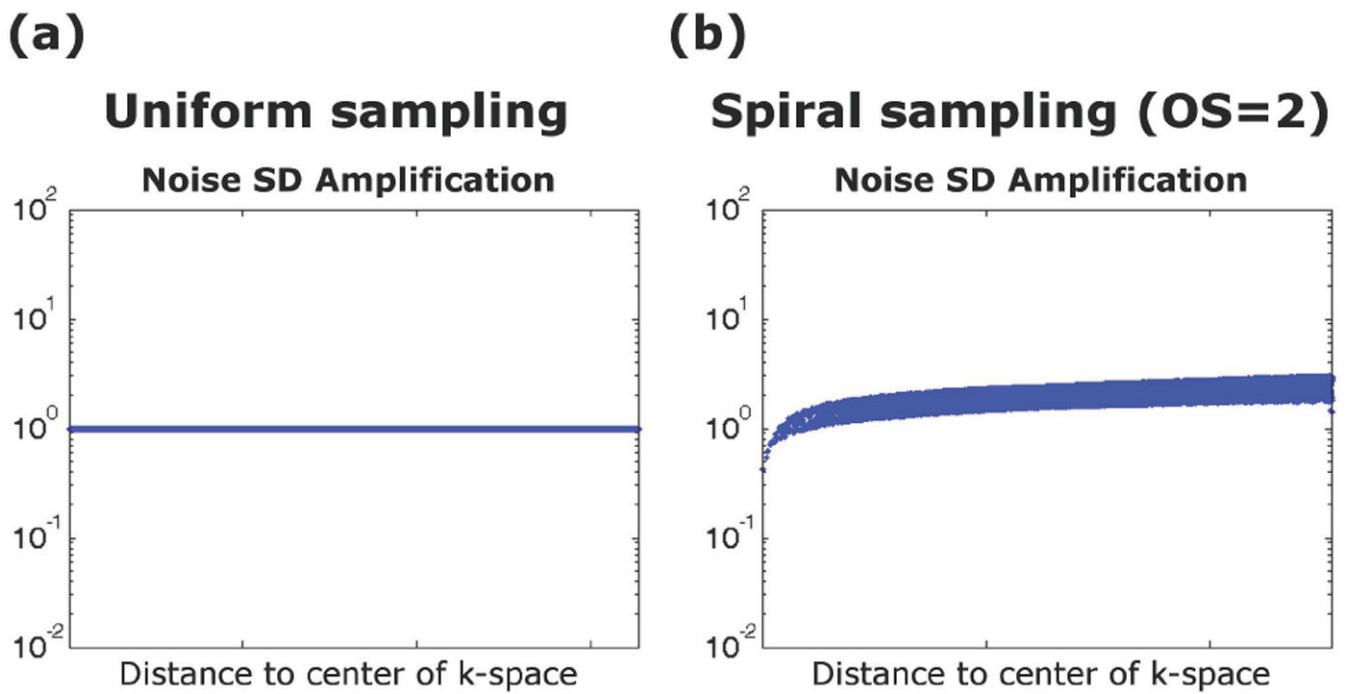 (a)
Uniform sampling
Noise SD Amplification
10^2
10^1
10^0
10^-1
10^-2
Distance to center of k-space
(b)
Spiral sampling (OS=2)
Noise SD Amplification
10^2
10^1
10^0
10^-1
10^-2
Distance to center of k-space